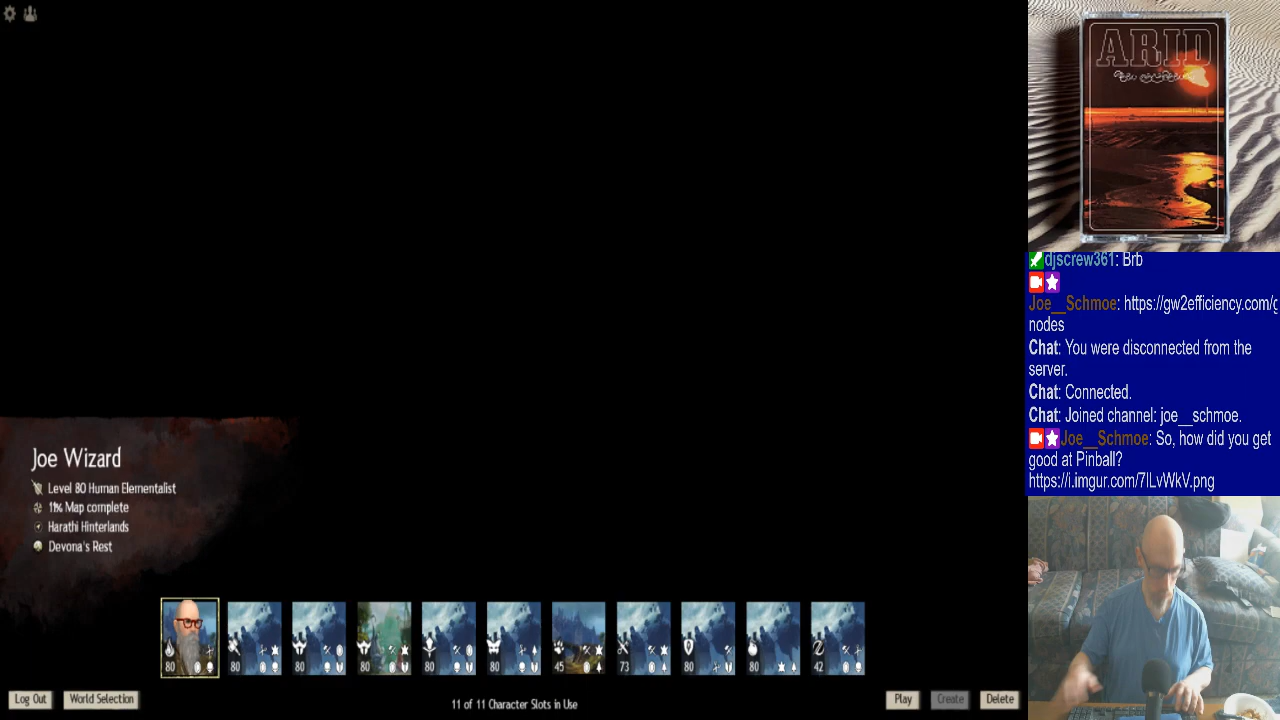 ARID
djscrew361: Brb
Joe__Schmoe: https://gw2efficiency.com/g
nodes
Chat: You were disconnected from the
server.
Chat: Connected.
Chat: Joined channel: joe__schmoe.
Joe__Schmoe: So, how did you get
good at Pinball?
https://i.imgur.com/7lLvWkV.png
Joe Wizard
Level 80 Human Elementalist
11% Map complete
Harathi Hinterlands
Devona's Rest
80
80
80
80
80
80
45
73
80
80
42
Log Out
World Selection
11 of 11 Character Slots in Use
Play
Create
Delete